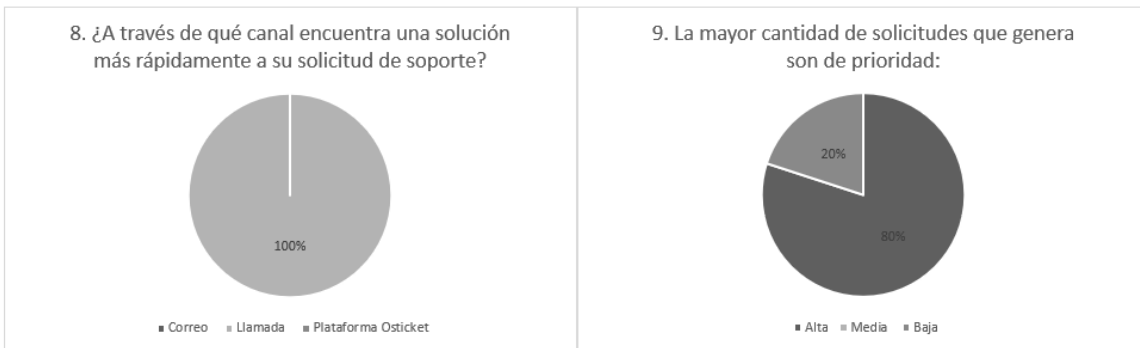 8. ¿A través de qué canal encuentra una solución
más rápidamente a su solicitud de soporte?
100%
Correo Llamada Plataforma Osticket
9. La mayor cantidad de solicitudes que genera
son de prioridad:
20%
80%
Alta Media Baja